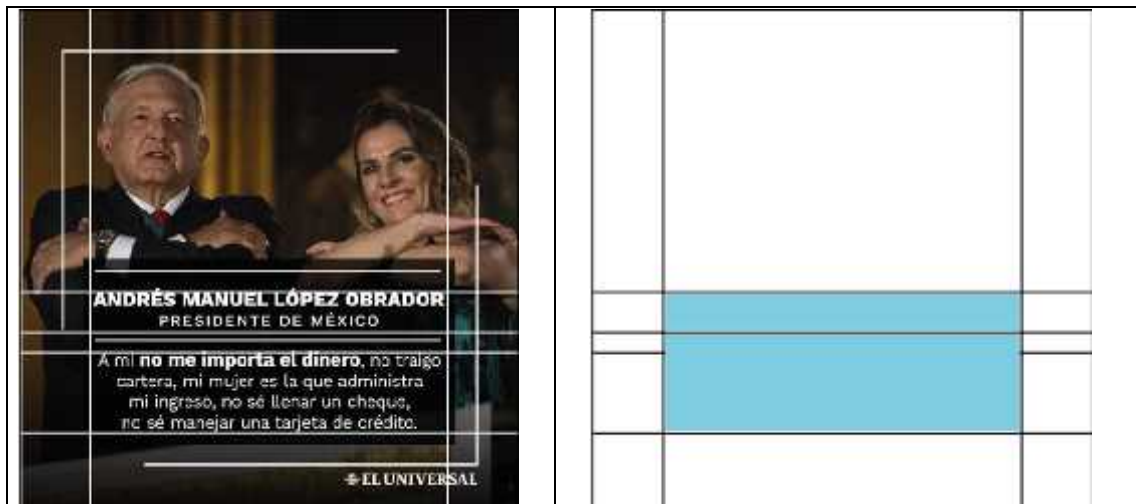 ANDRÉS MANUEL LÓPEZ OBRADOR
PRESIDENTE DE MÉXICO
A mí no me importa el dinero, no traigo
cartera, mi mujer es la que administra
mi ingreso, no sé llenar un cheque,
no sé manejar una tarjeta de crédito.
EL UNIVERSAL